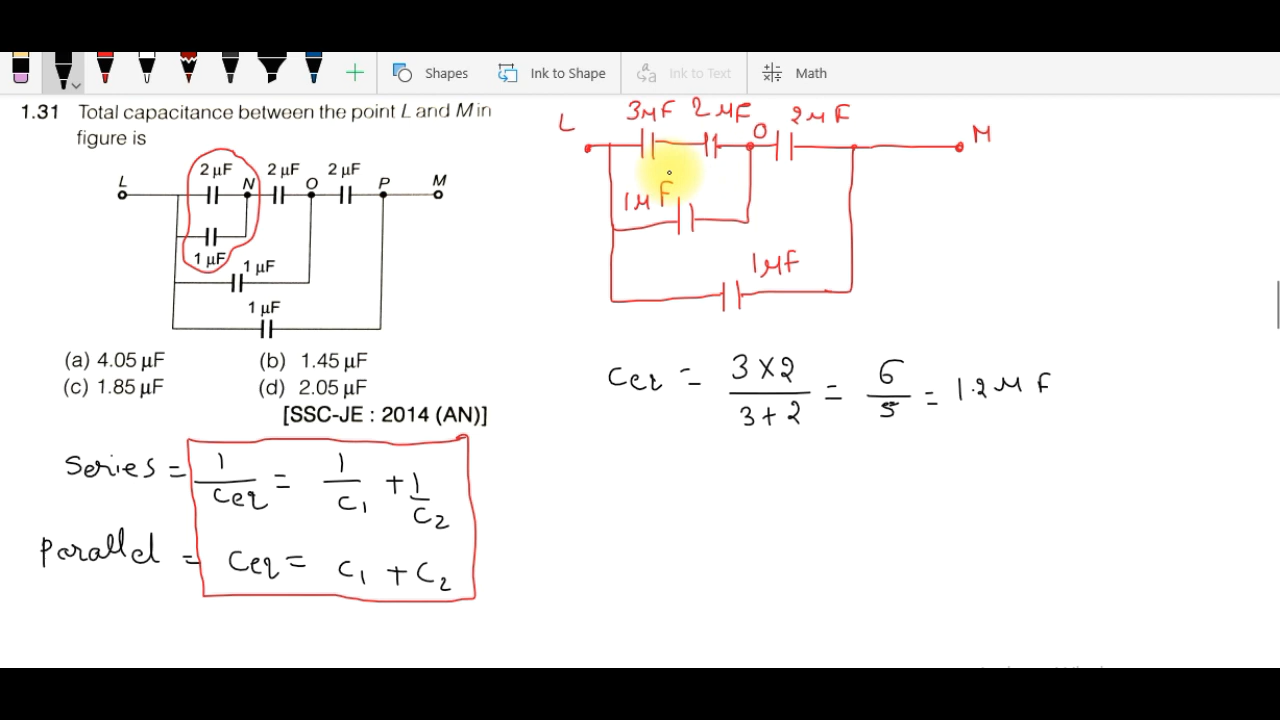 Shapes Ink to Shape Ink to Text Math
1.31 Total capacitance between the point L and M in
figure is
2 μF 2 μF 2 μF
L N O P M
1 μF
1 μF
1 μF
(a) 4.05 μF (b) 1.45 μF
(c) 1.85 μF (d) 2.05 μF
[SSC-JE : 2014 (AN)]
Series = 1/Ceq = 1/C1 + 1/C2
Parallel = Ceq = C1 + C2
3μF 2μF 2μF
L O M
1μF
1μF
Ceq = 3×2/3+2 = 6/5 = 1.2μF